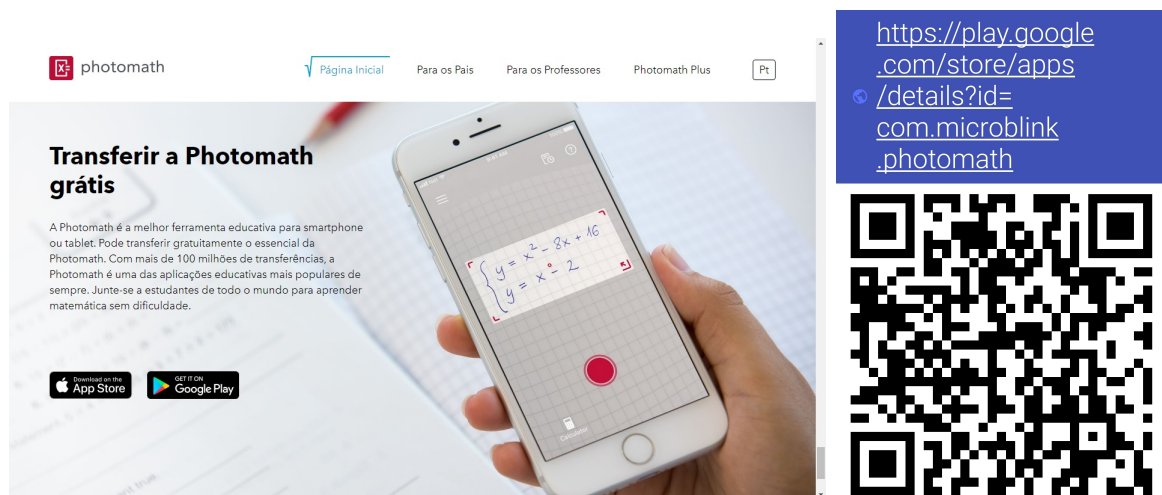 photomath
Página Inicial
Para os Pais
Para os Professores
Photomath Plus
Pt
Transferir a Photomath
grátis
A Photomath é a melhor ferramenta educativa para smartphone
ou tablet. Pode transferir gratuitamente o essencial da
Photomath. Com mais de 100 milhões de transferências, a
Photomath é uma das aplicações educativas mais populares de
sempre. Junte-se a estudantes de todo o mundo para aprender
matemática sem dificuldade.
Download on the
App Store
GET IT ON
Google Play
9:41 AM
y = x² - 8x + 16
y = x - 2
Calculator
https://play.google
.com/store/apps
/details?id=
com.microblink
.photomath